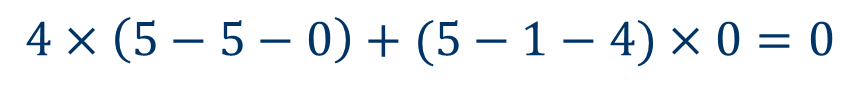 4 × (5 − 5 − 0) + (5 − 1 − 4) × 0 = 0